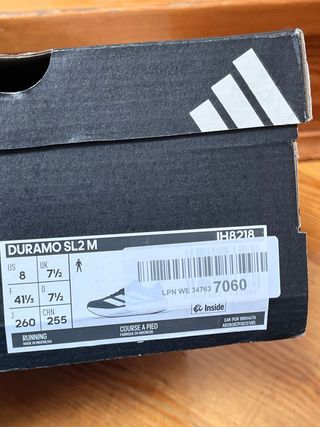 DURAMO SL2 M
IH8218
US 8 UK 7½
F 41⅓ D 7½
J 260 CHN 255
LPN WE 34763 7060
RUNNING
MADE IN INDONESIA
COURSE A PIED
FABRIQUE EN INDONESIE
Inside